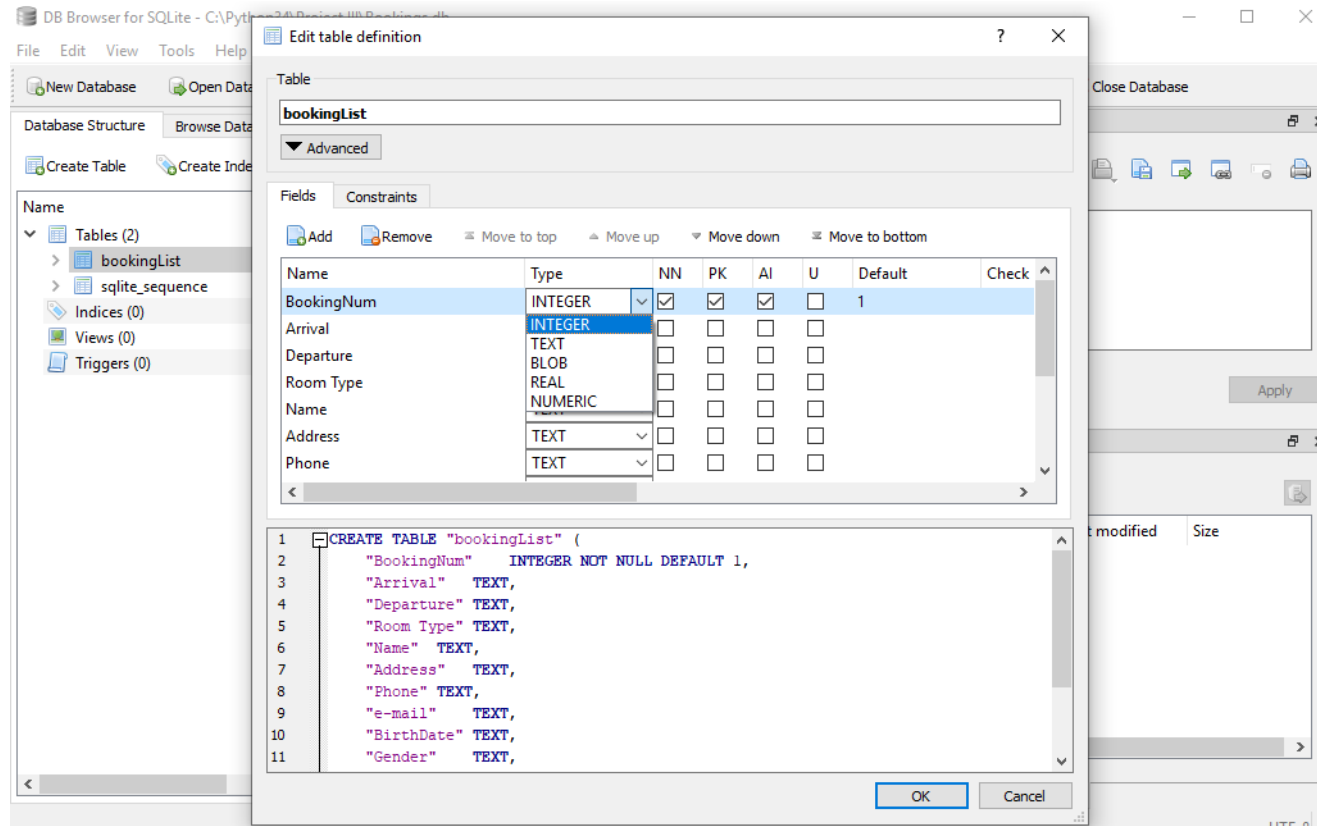 DB Browser for SQLite - C:\Python34\Project III\Bookings.db
File Edit View Tools Help
New Database Open Data
Close Database
Database Structure Browse Data
Create Table Create Inde
Name
Tables (2)
bookingList
sqlite_sequence
Indices (0)
Views (0)
Triggers (0)
Edit table definition ?
Table
bookingList
Advanced
Fields Constraints
Add Remove Move to top Move up Move down Move to bottom
Name Type NN PK AI U Default Check
BookingNum INTEGER 1
Arrival
Departure
Room Type
Name
INTEGER
TEXT
BLOB
REAL
NUMERIC
Address TEXT
Phone TEXT
1 CREATE TABLE "bookingList" (
2 "BookingNum" INTEGER NOT NULL DEFAULT 1,
3 "Arrival" TEXT,
4 "Departure" TEXT,
5 "Room Type" TEXT,
6 "Name" TEXT,
7 "Address" TEXT,
8 "Phone" TEXT,
9 "e-mail" TEXT,
10 "BirthDate" TEXT,
11 "Gender" TEXT,
OK Cancel
Apply
t modified Size